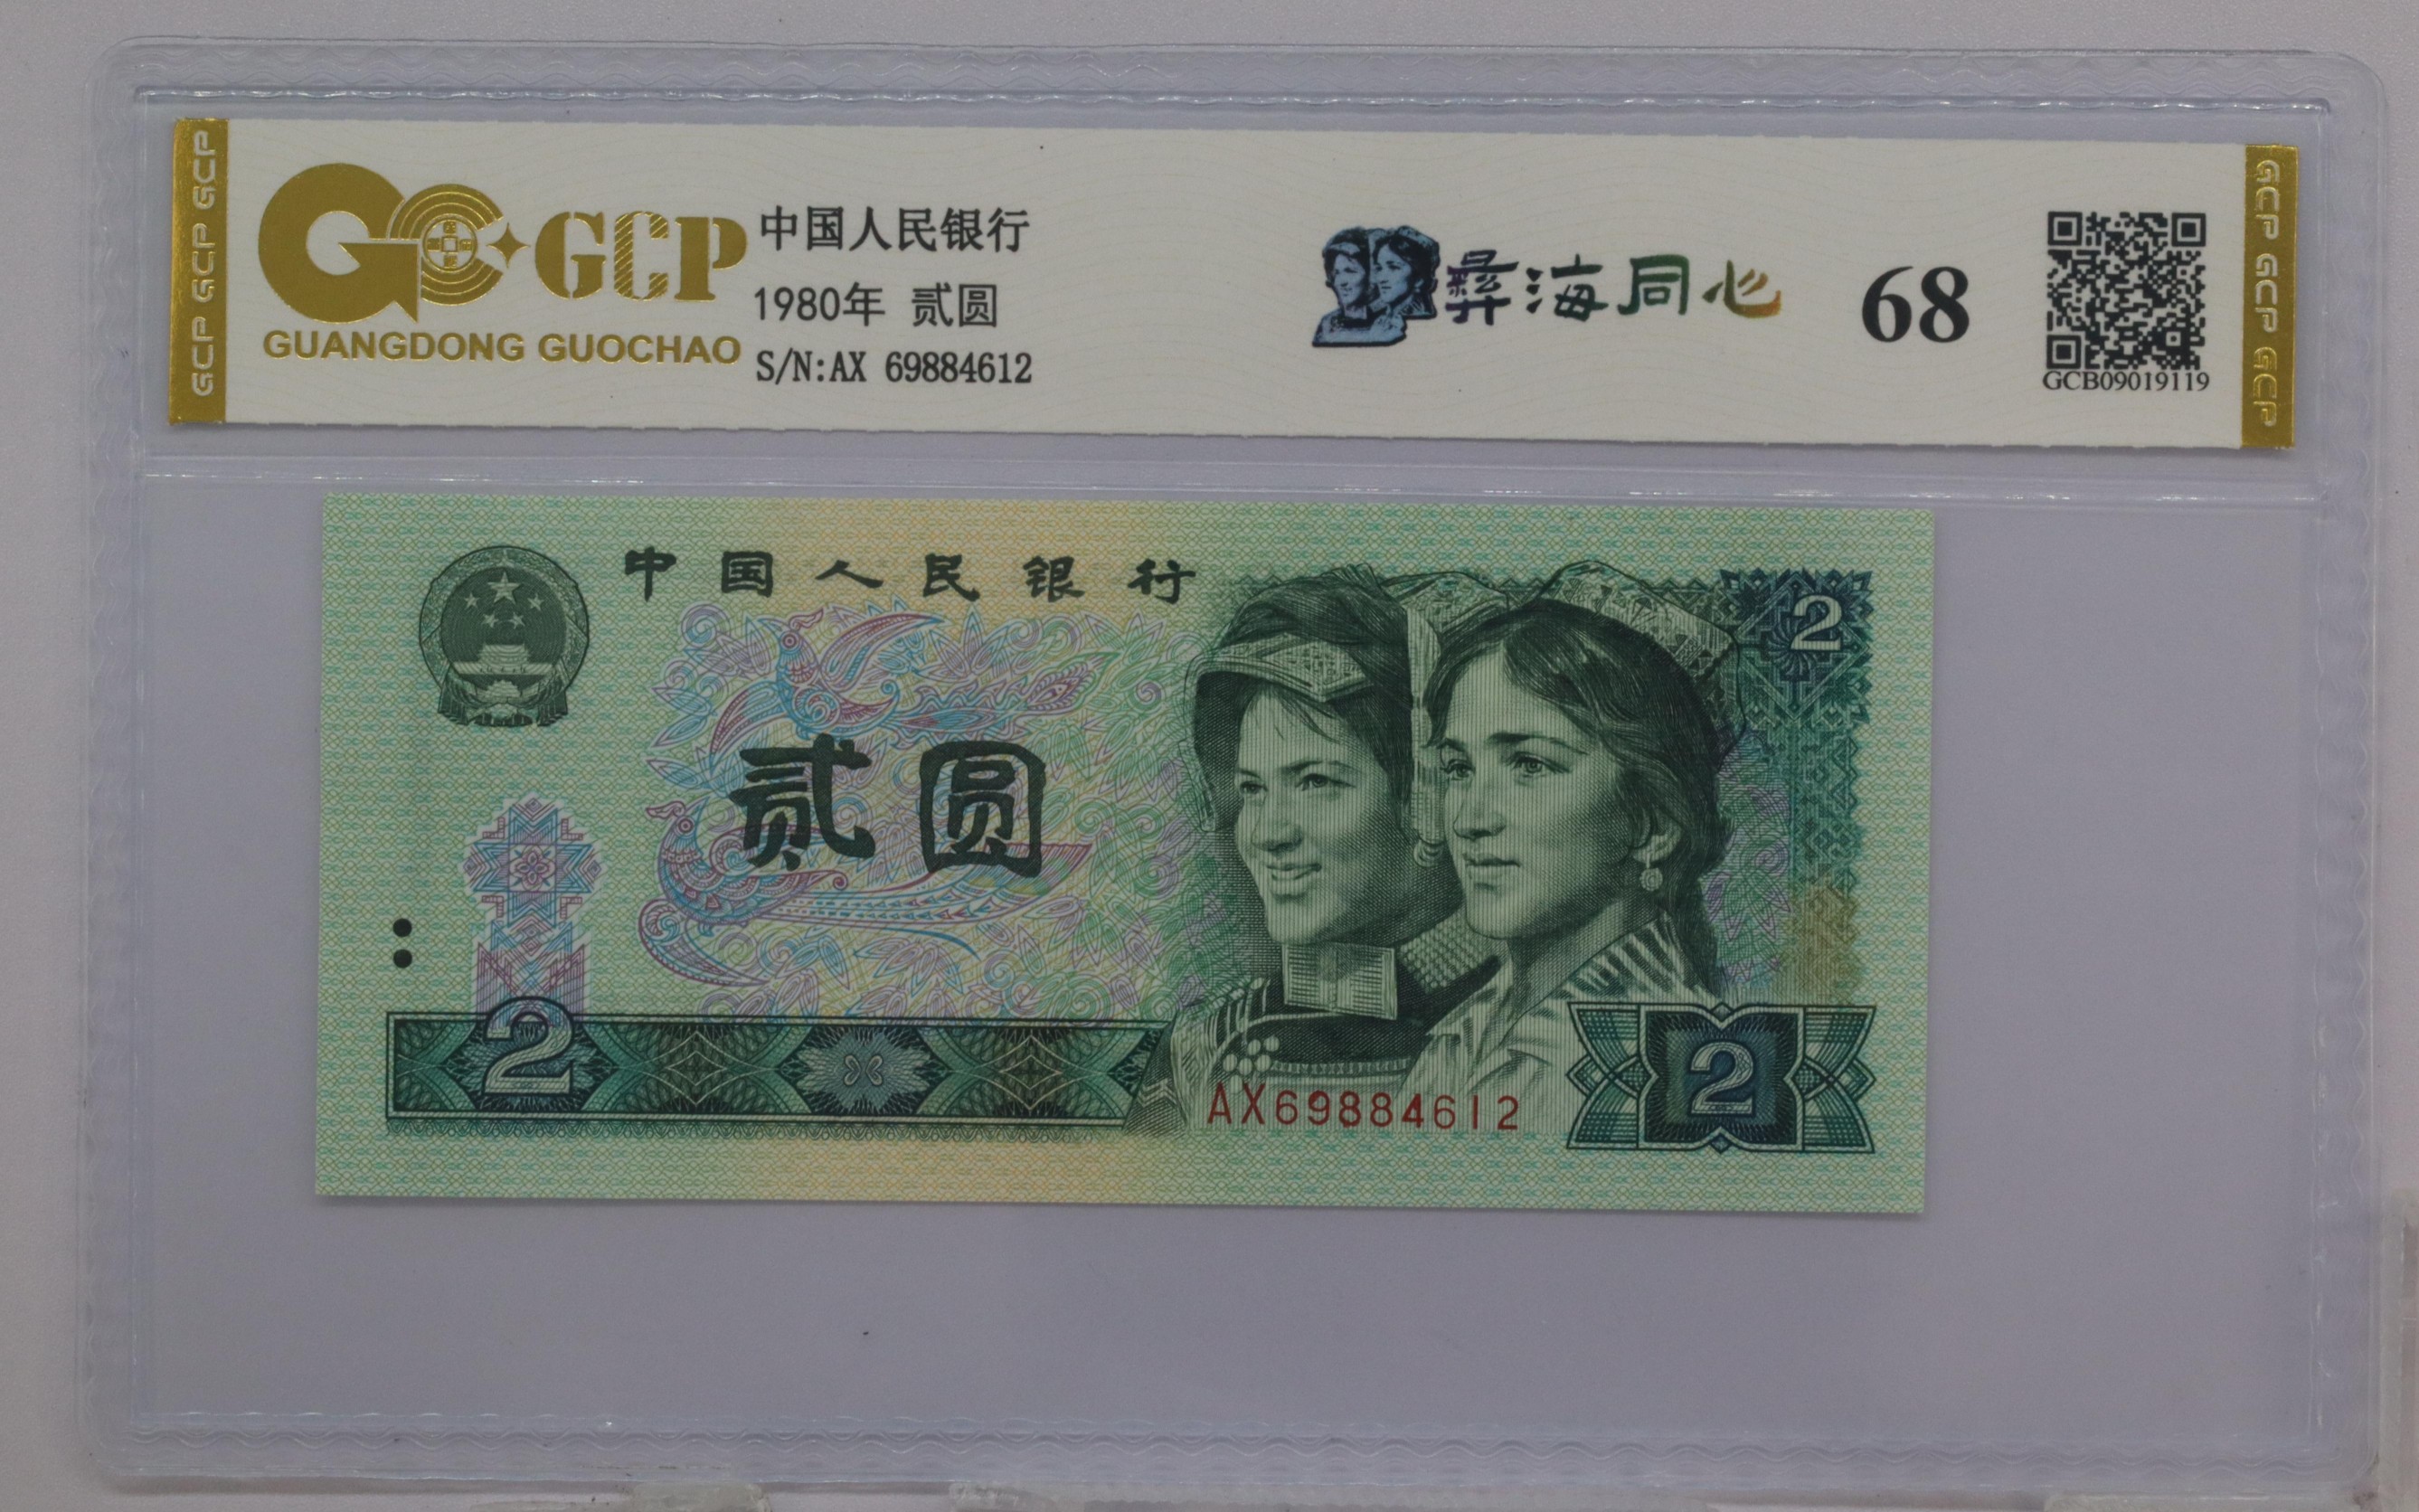 GCP GCP GCP
GCP
GUANGDONG GUOCHAO
中国人民银行
1980年 贰圆
S/N:AX 69884612
彝海同心
68
GCB09019119
GCP GCP GCP
中国人民银行
2
贰圆
2
AX69884612
2